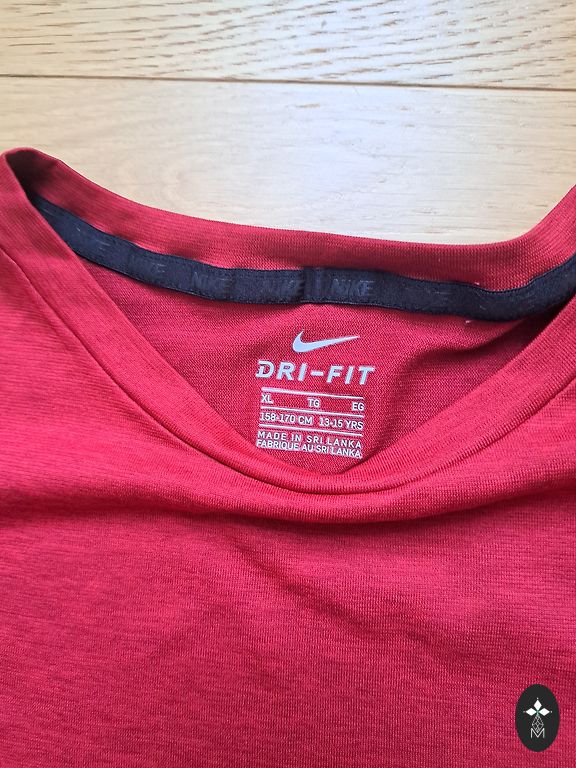 NIKE NIKE NIKE
DRI-FIT
XL TG EG
158-170 CM 13-15 YRS
MADE IN SRI LANKA
FABRIQUE AU SRI LANKA
M